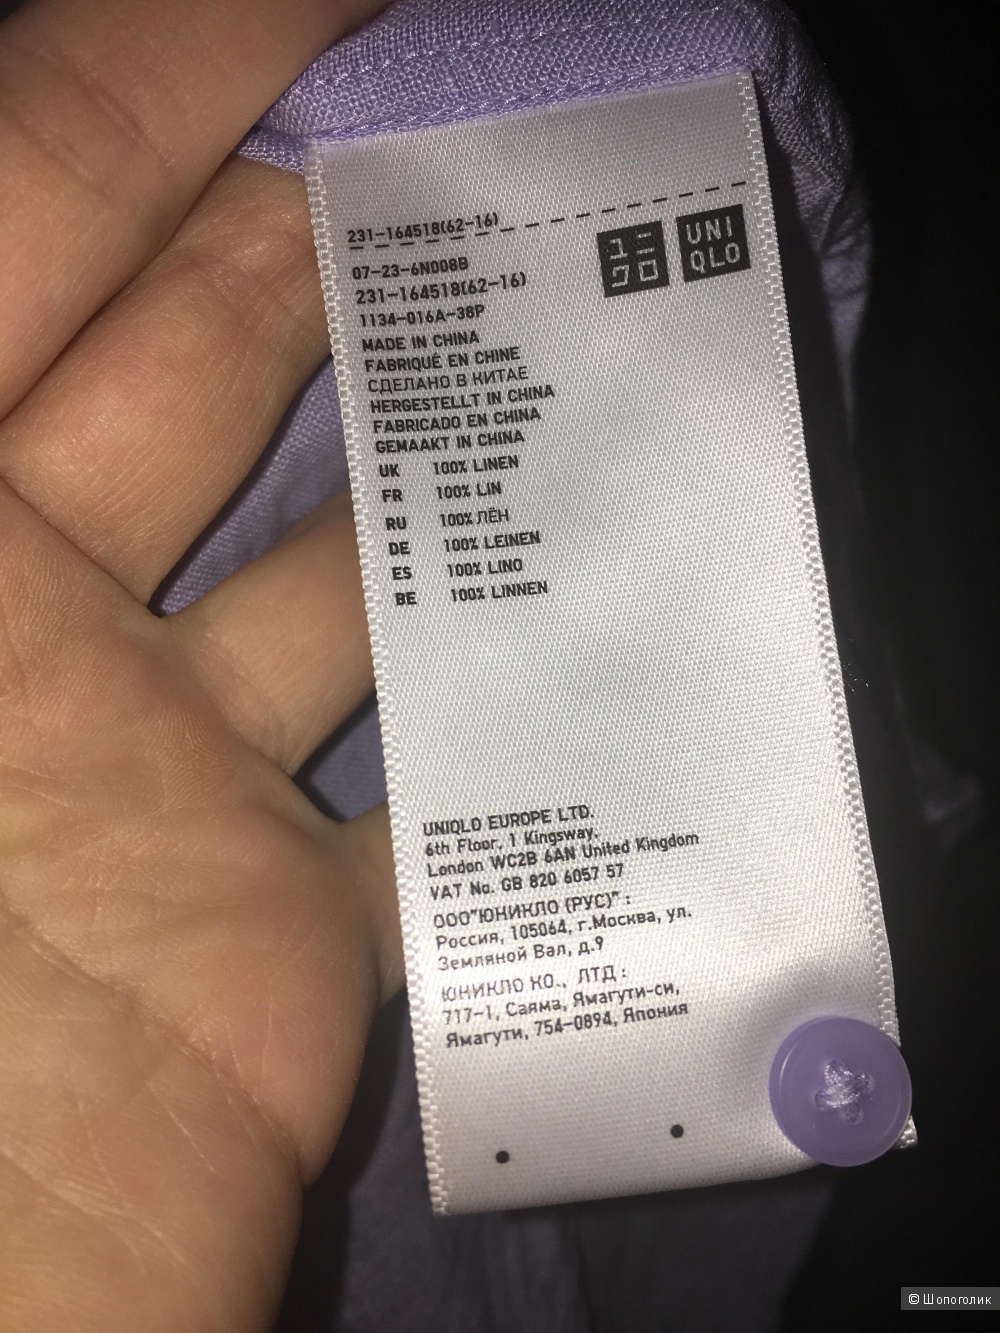 231-164518(62-16)
ユニ
クロ
UNI
QLO
07-23-6N008B
231-164518(62-16)
1134-016A-38P
MADE IN CHINA
FABRIQUÉ EN CHINE
СДЕЛАНО В КИТАЕ
HERGESTELLT IN CHINA
FABRICADO EN CHINA
GEMAAKT IN CHINA
UK 100% LINEN
FR 100% LIN
RU 100% ЛЁН
DE 100% LEINEN
ES 100% LINO
BE 100% LINNEN
UNIQLO EUROPE LTD.
6th Floor, 1 Kingsway,
London WC2B 6AN United Kingdom
VAT No. GB 820 6057 57
ООО"ЮНИКЛО (РУС)" :
Россия, 105064, г.Москва, ул.
Земляной Вал, д.9
ЮНИКЛО КО., ЛТД :
717-1, Саяма, Ямагути-си,
Ямагути, 754-0894, Япония
© Шопоголик